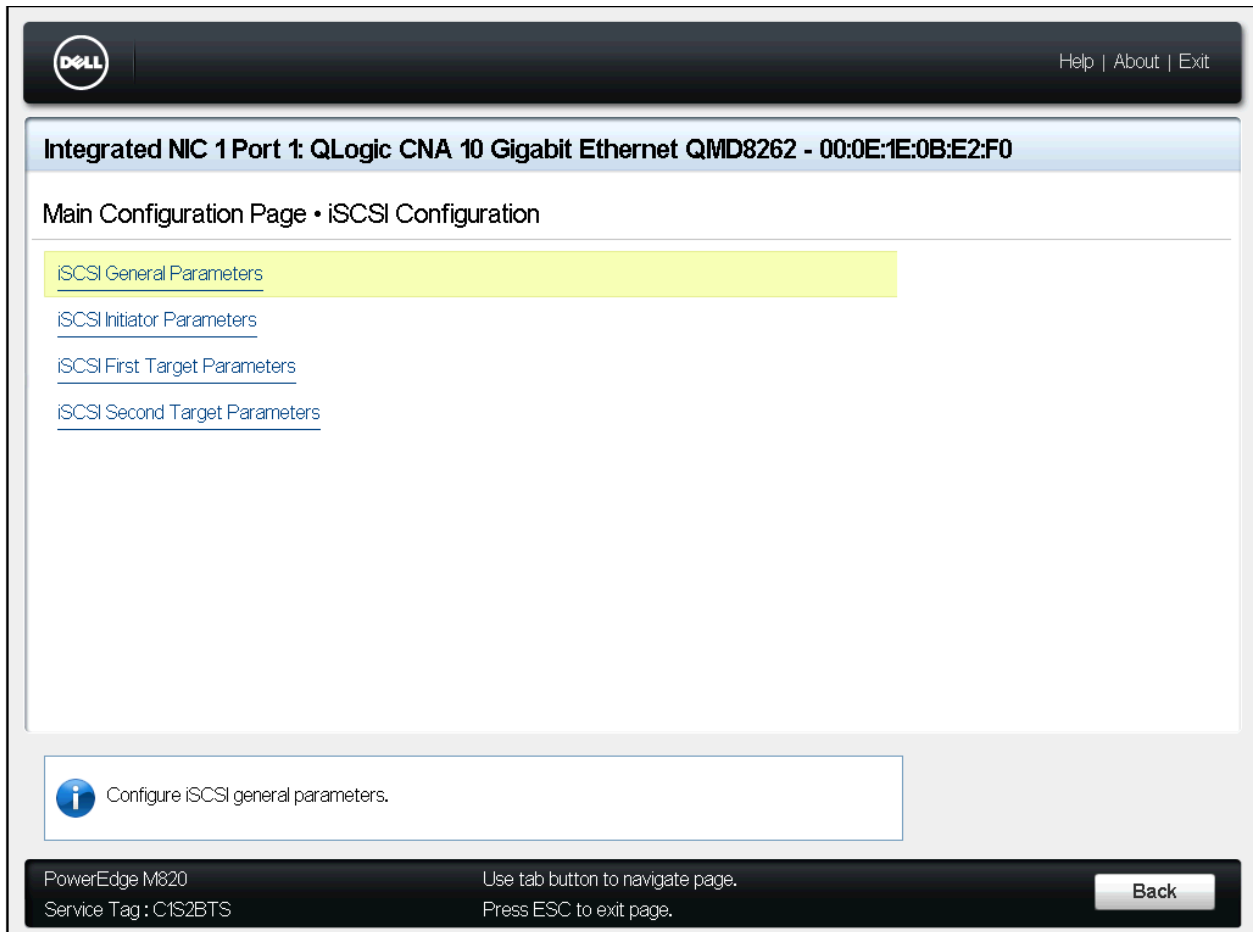 DELL
Help | About | Exit
Integrated NIC 1 Port 1: QLogic CNA 10 Gigabit Ethernet QMD8262 - 00:0E:1E:0B:E2:F0
Main Configuration Page • iSCSI Configuration
iSCSI General Parameters
iSCSI Initiator Parameters
iSCSI First Target Parameters
iSCSI Second Target Parameters
i
Configure iSCSI general parameters.
PowerEdge M820
Service Tag : C1S2BTS
Use tab button to navigate page.
Press ESC to exit page.
Back